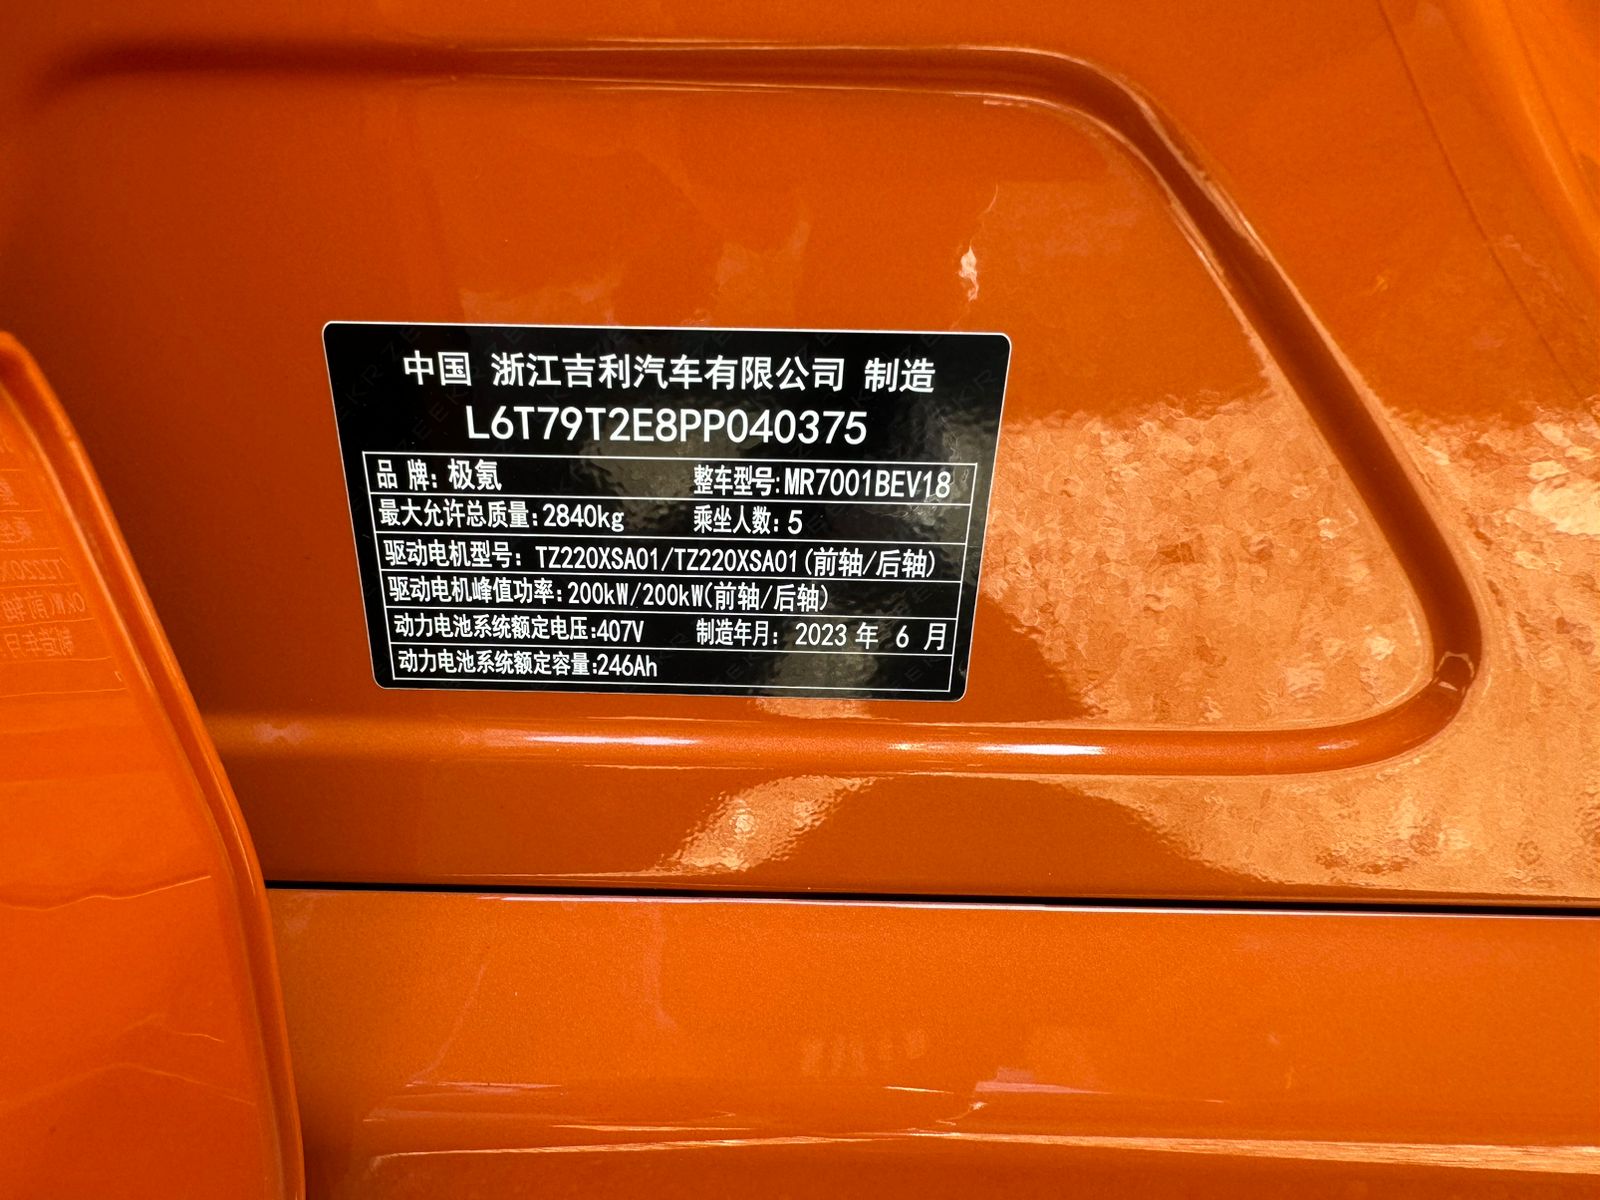 中国 浙江吉利汽车有限公司 制造
L6T79T2E8PP040375
品 牌: 极氪 整车型号:MR7001BEV18
最大允许总质量:2840kg 乘坐人数: 5
驱动电机型号: TZ220XSA01/TZ220XSA01(前轴/后轴)
驱动电机峰值功率:200kW/200kW(前轴/后轴)
动力电池系统额定电压:407V 制造年月: 2023 年 6 月
动力电池系统额定容量:246Ah